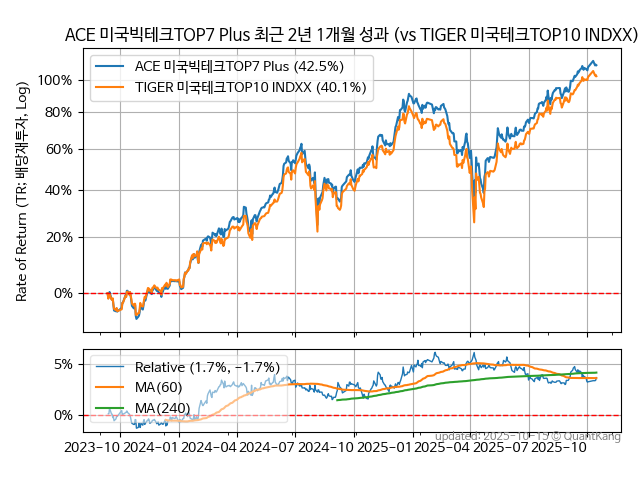 ACE 미국빅테크TOP7 Plus 최근 2년 1개월 성과 (vs TIGER 미국테크TOP10 INDXX)
Rate of Return (TR: 배당재투자, Log)
ACE 미국빅테크TOP7 Plus (42.5%)
TIGER 미국테크TOP10 INDXX (40.1%)
100%
80%
60%
40%
20%
0%
Relative (1.7%, −1.7%)
MA(60)
MA(240)
5%
0%
2023-10 2024-01 2024-04 2024-07 2024-10 2025-01 2025-04 2025-07 2025-10
updated: 2025-10-15 © QuantKang